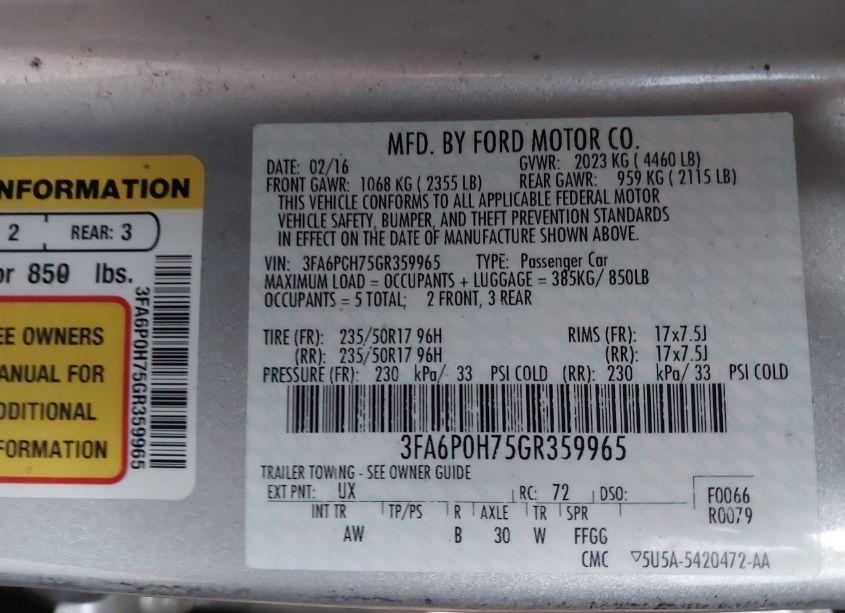 NFORMATION
2 REAR: 3
or 850 lbs.
EE OWNERS
ANUAL FOR
DDITIONAL
FORMATION
3FA6P0H75GR359965
MFD. BY FORD MOTOR CO.
DATE: 02/16 GVWR: 2023 KG ( 4460 LB)
FRONT GAWR: 1068 KG ( 2355 LB) REAR GAWR: 959 KG ( 2115 LB)
THIS VEHICLE CONFORMS TO ALL APPLICABLE FEDERAL MOTOR
VEHICLE SAFETY, BUMPER, AND THEFT PREVENTION STANDARDS
IN EFFECT ON THE DATE OF MANUFACTURE SHOWN ABOVE.
VIN: 3FA6P0H75GR359965 TYPE: Passenger Car
MAXIMUM LOAD = OCCUPANTS + LUGGAGE = 385KG/ 850LB
OCCUPANTS = 5 TOTAL; 2 FRONT, 3 REAR
TIRE (FR): 235/50R17 96H RIMS (FR): 17x7.5J
(RR): 235/50R17 96H (RR): 17x7.5J
PRESSURE (FR): 230 kPa/ 33 PSI COLD (RR): 230 kPa/ 33 PSI COLD
3FA6P0H75GR359965
TRAILER TOWING - SEE OWNER GUIDE
EXT PNT: UX RC: 72 DSO: F0066
INT TR TP/PS R AXLE TR SPR R0079
AW B 30 W FFGG
CMC ▽5U5A-5420472-AA